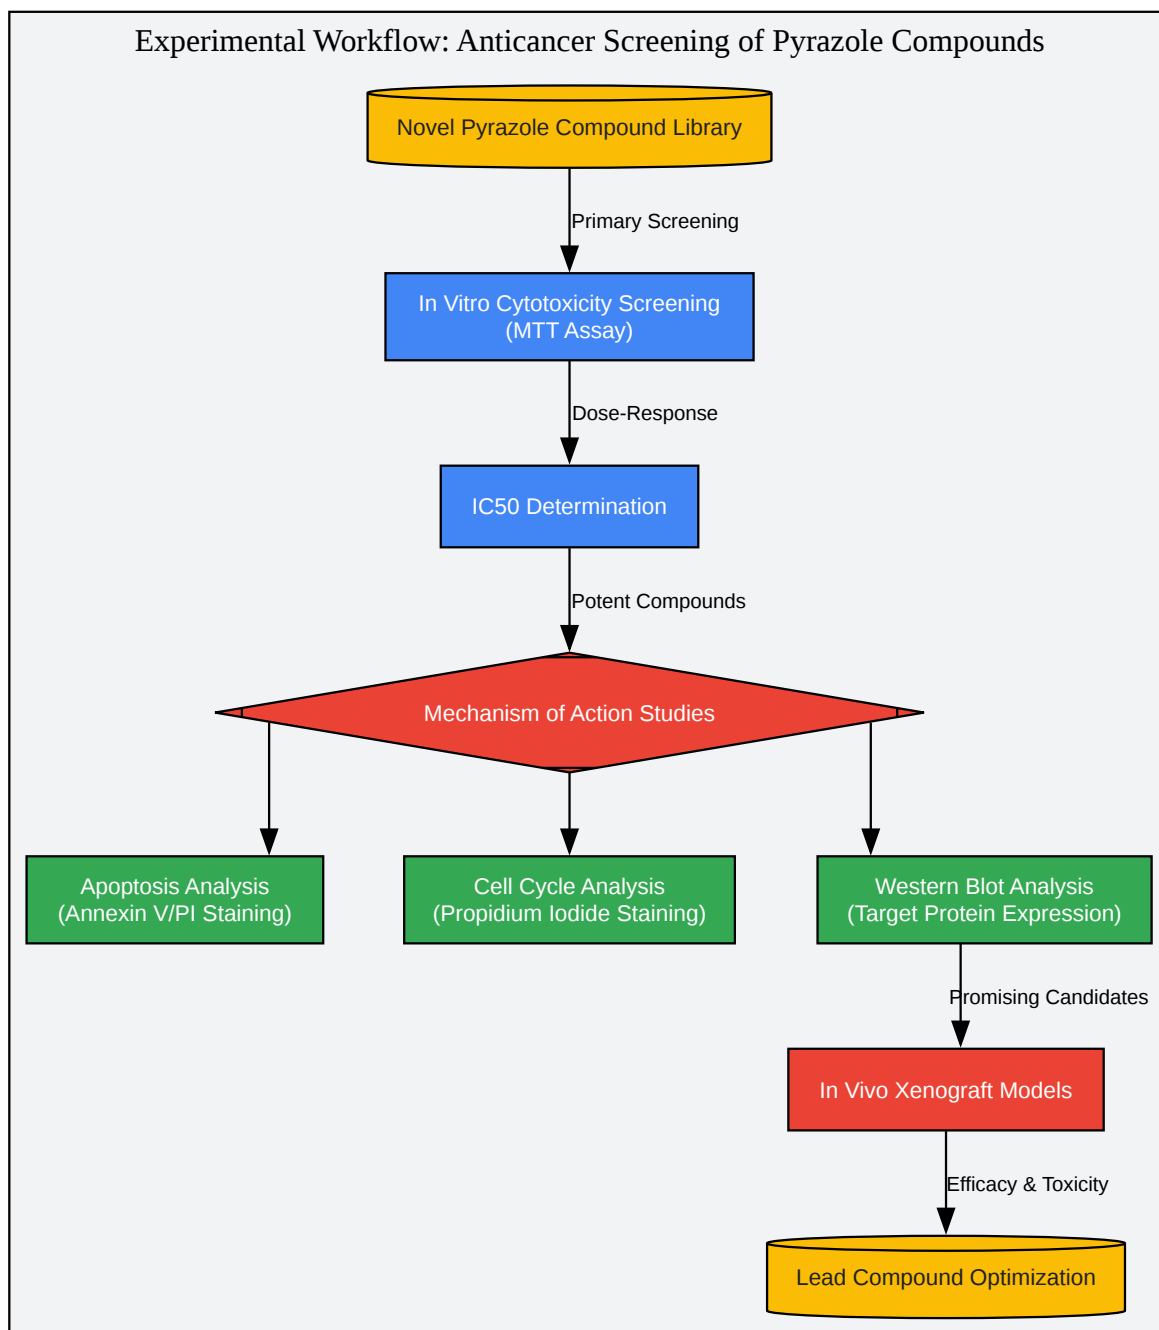 Experimental Workflow: Anticancer Screening of Pyrazole Compounds
Novel Pyrazole Compound Library
Primary Screening
In Vitro Cytotoxicity Screening
(MTT Assay)
Dose-Response
IC50 Determination
Potent Compounds
Mechanism of Action Studies
Apoptosis Analysis
(Annexin V/PI Staining)
Cell Cycle Analysis
(Propidium Iodide Staining)
Western Blot Analysis
(Target Protein Expression)
Promising Candidates
In Vivo Xenograft Models
Efficacy & Toxicity
Lead Compound Optimization